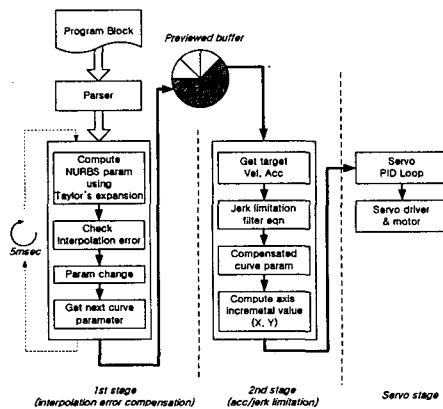 Program Block
Previewed buffer
Parser
Compute
NURBS param
using
Taylor's expansion
Check
Interpolation error
Param change
Get next curve
parameter
5msec
Get target
Vel, Acc
Jerk limitation
filter eqn
Compensated
curve param
Compute axis
incremetal value
(X, Y)
Servo
PID Loop
Servo driver
& motor
1st stage
(interpolation error compensation)
2nd stage
(acc/jerk limitation)
Servo stage